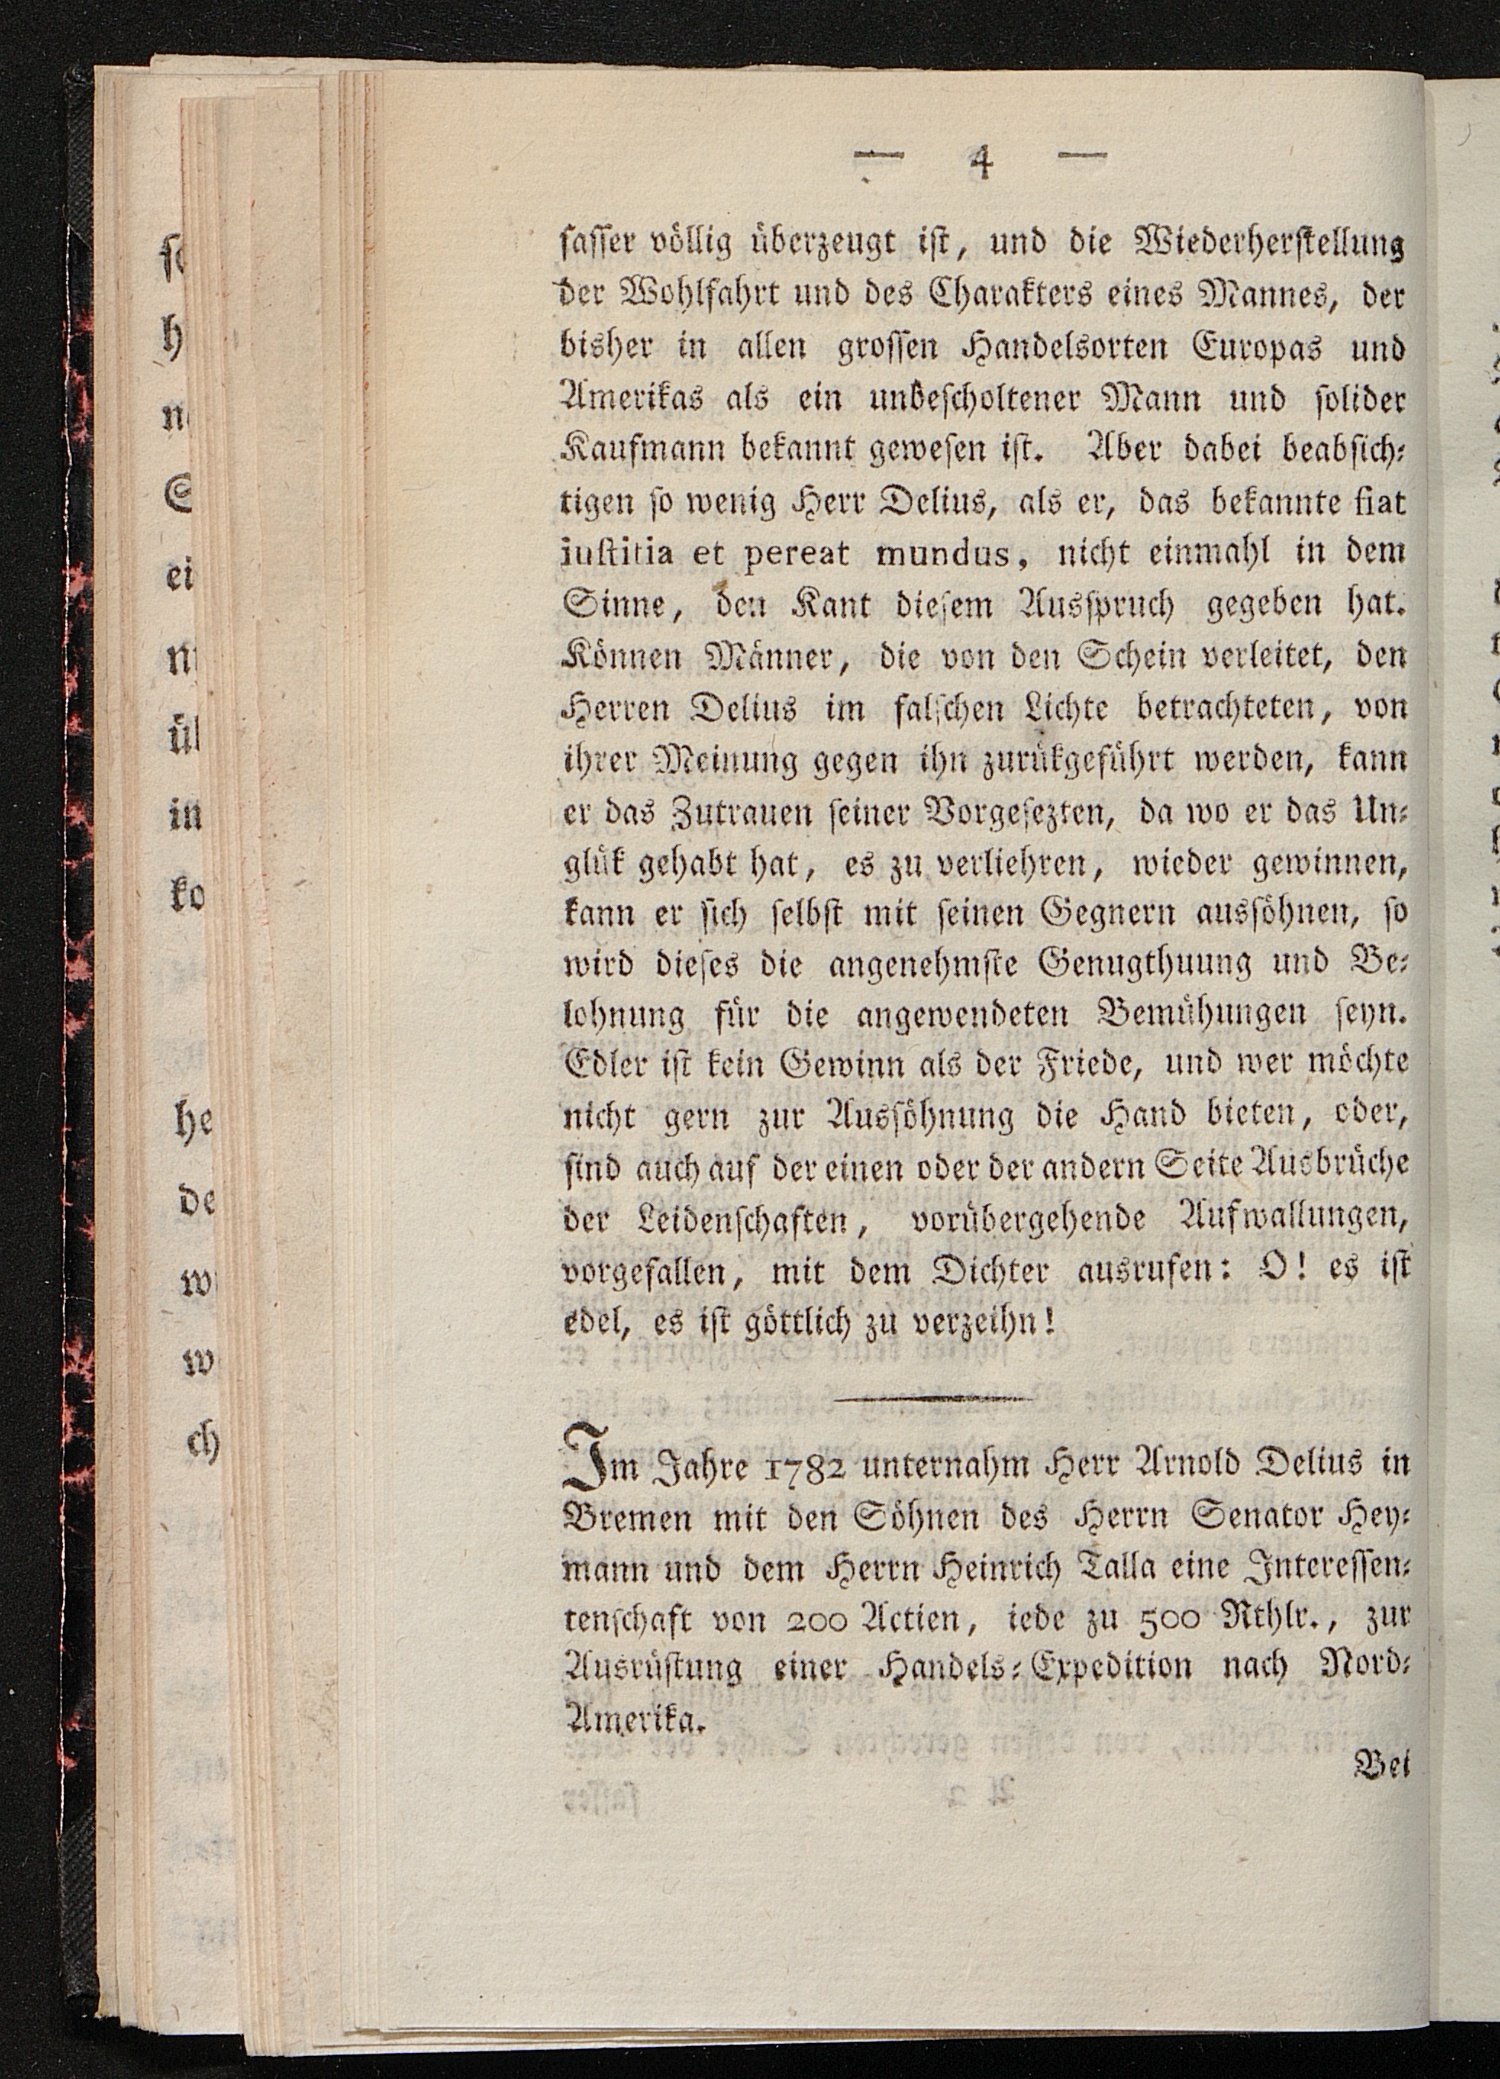 — 4 —
fasser völlig überzeugt ist, und die Wiederherstellung
der Wohlfahrt und des Charakters eines Mannes, der
bisher in allen grossen Handelsorten Europas und
Amerikas als ein unbescholtener Mann und solider
Kaufmann bekannt gewesen ist. Aber dabei beabsich-
tigen so wenig Herr Delius, als er, das bekannte fiat
iustitia et pereat mundus, nicht einmahl in dem
Sinne, den Kant diesem Ausspruch gegeben hat.
Können Männer, die von den Schein verleitet, den
Herren Delius im falschen Lichte betrachteten, von
ihrer Meinung gegen ihn zurükgeführt werden, kann
er das Zutrauen seiner Vorgesezten, da wo er das Un-
glük gehabt hat, es zu verliehren, wieder gewinnen,
kann er sich selbst mit seinen Gegnern aussöhnen, so
wird dieses die angenehmste Genugthuung und Be-
lohnung für die angewendeten Bemühungen seyn.
Edler ist kein Gewinn als der Friede, und wer möchte
nicht gern zur Aussöhnung die Hand bieten, oder,
sind auch auf der einen oder der andern Seite Ausbrüche
der Leidenschaften, vorübergehende Aufwallungen,
vorgefallen, mit dem Dichter ausrufen: O! es ist
edel, es ist göttlich zu verzeihn!
Im Jahre 1782 unternahm Herr Arnold Delius in
Bremen mit den Söhnen des Herrn Senator Hey-
mann und dem Herrn Heinrich Talla eine Interessen-
tenschaft von 200 Actien, iede zu 500 Rthlr., zur
Ausrüstung einer Handels-Expedition nach Nord-
Amerika.
Bei